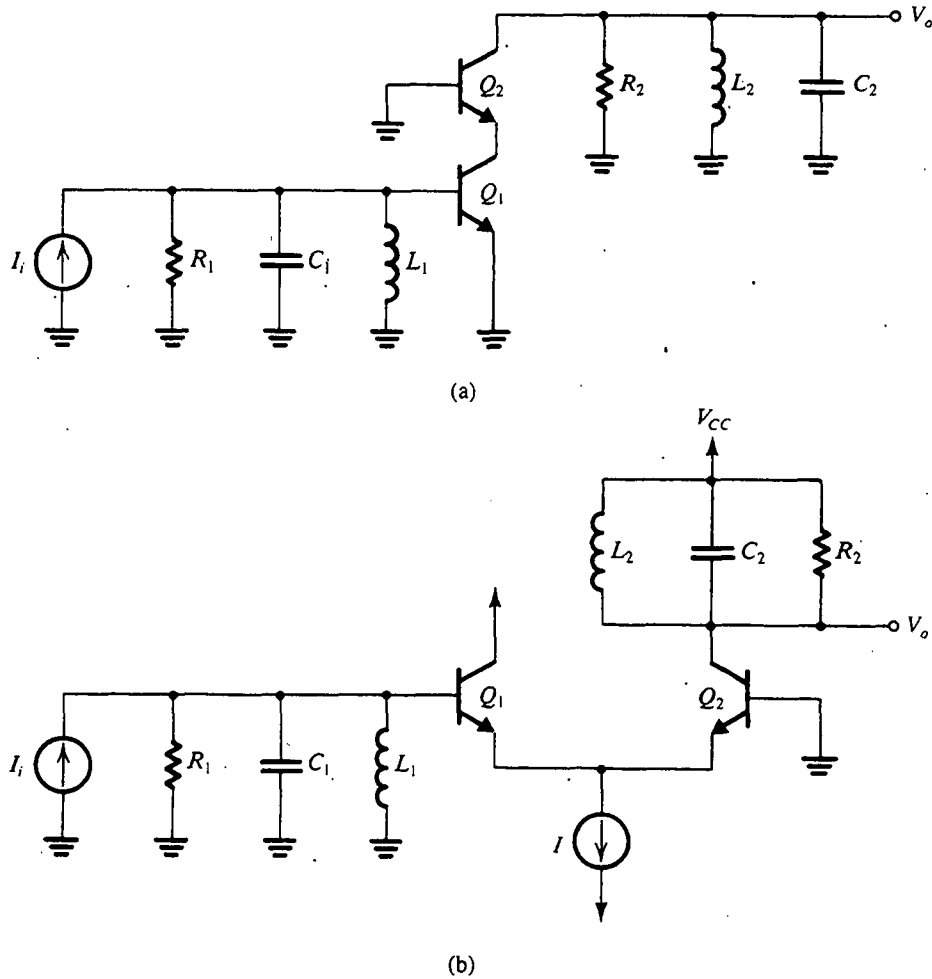 V_o
Q_2
R_2
L_2
C_2
Q_1
I_i
R_1
C_1
L_1
(a)
V_CC
L_2
C_2
R_2
V_o
Q_1
Q_2
I_i
R_1
C_1
L_1
I
(b)